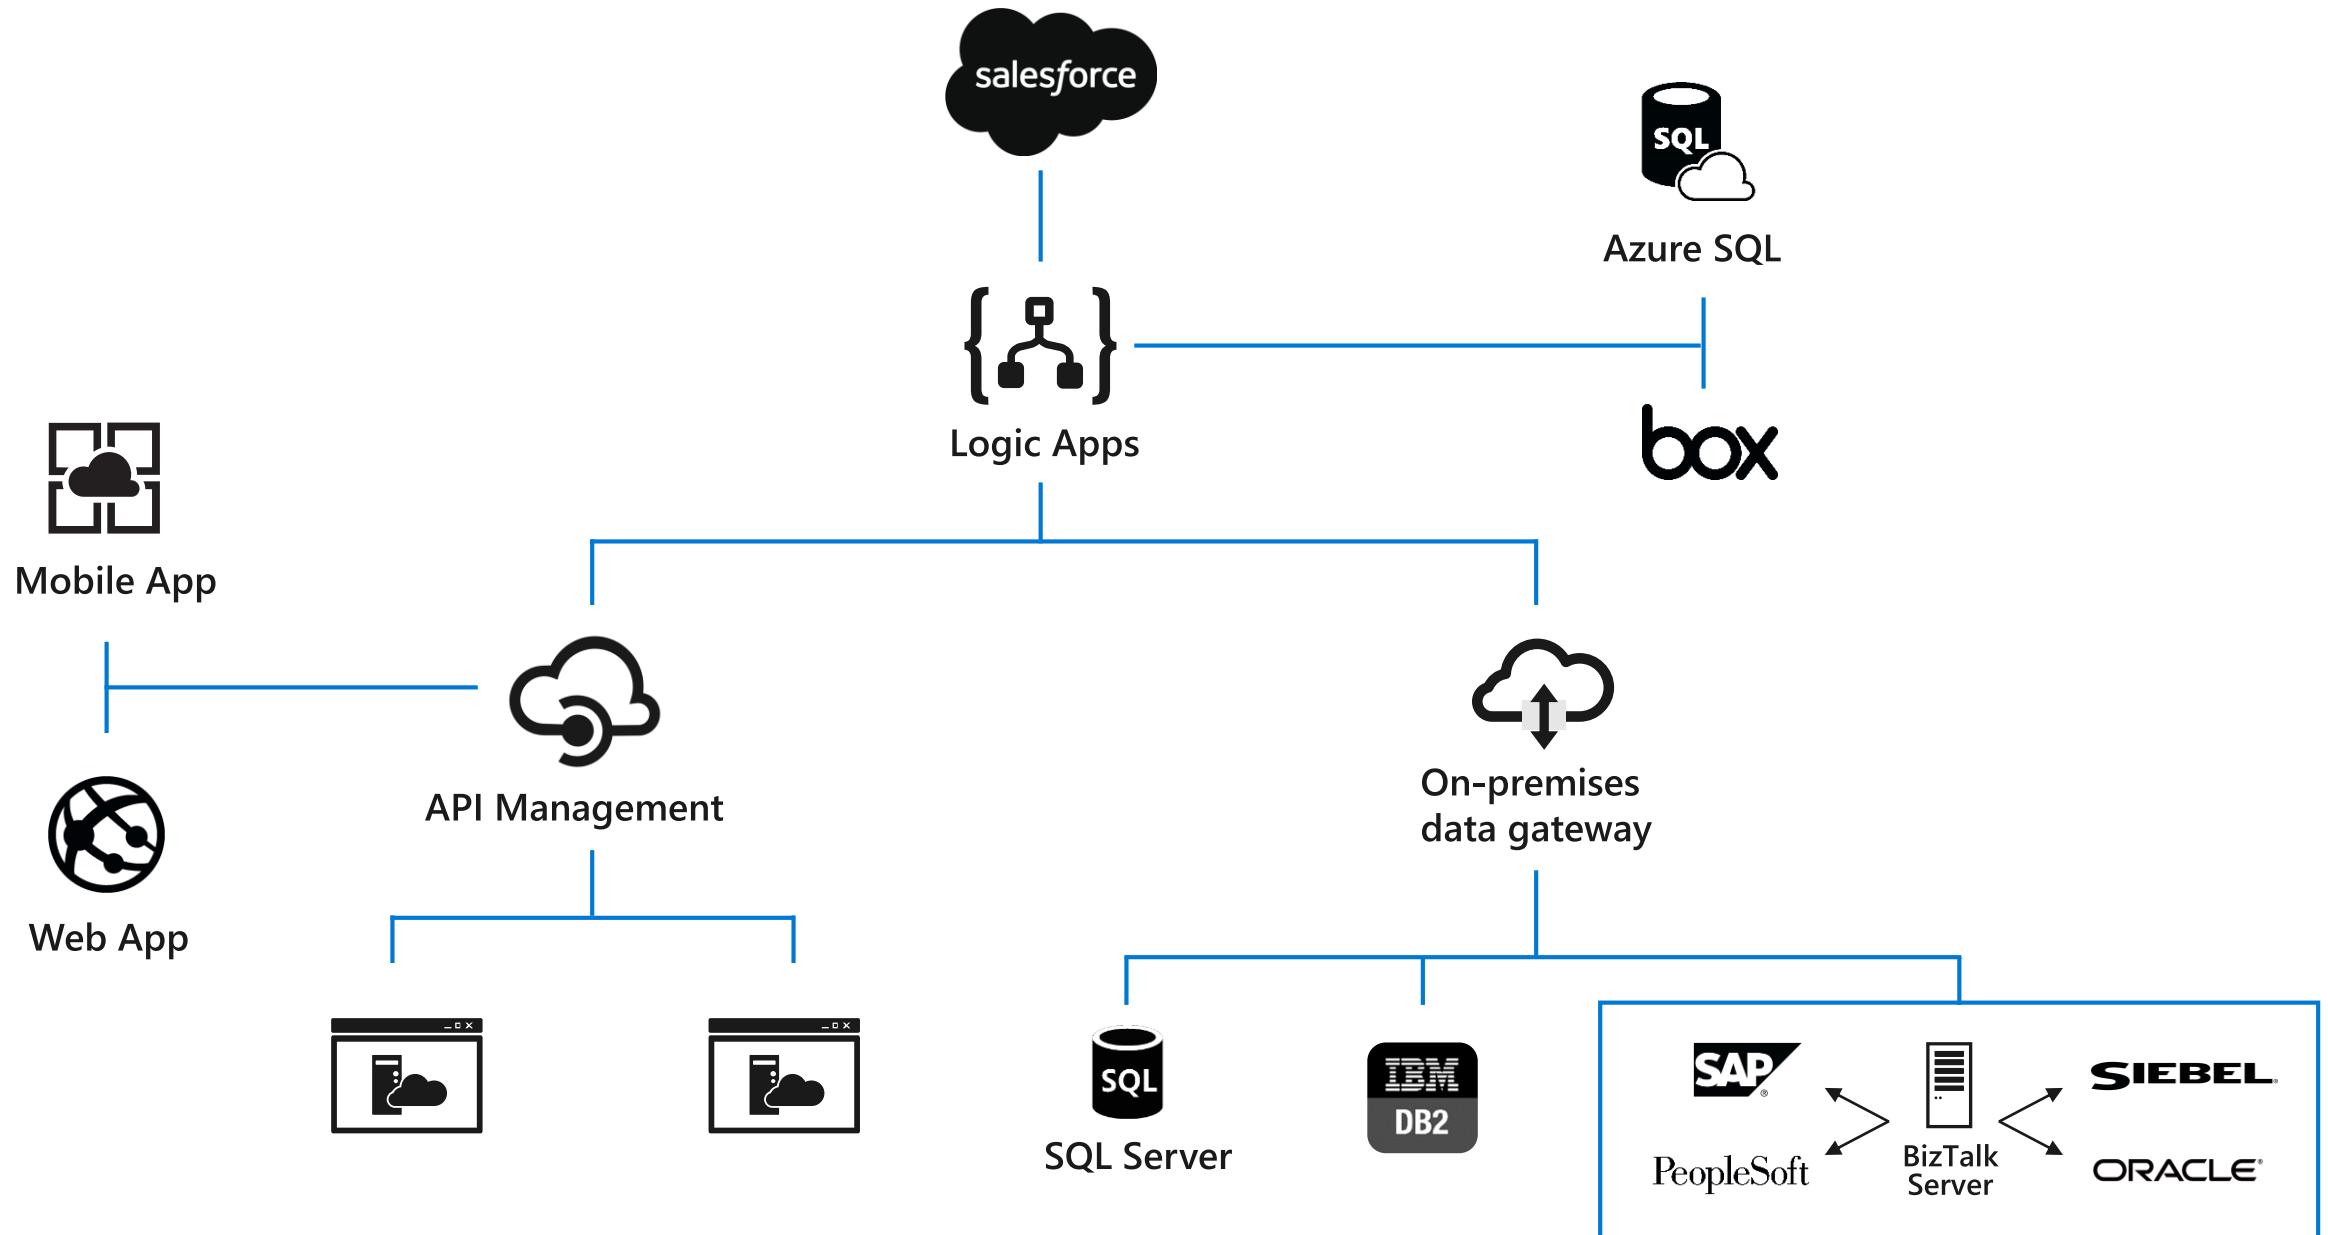 salesforce
SQL
Azure SQL
Logic Apps
box
Mobile App
API Management
On-premises
data gateway
Web App
SQL
SQL Server
IBM
DB2
SAP®
SIEBEL®
PeopleSoft
BizTalk
Server
ORACLE®